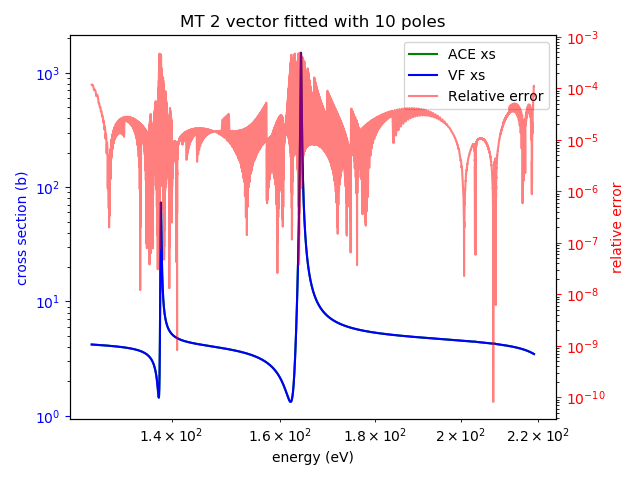 MT 2 vector fitted with 10 poles
ACE xs
VF xs
Relative error
cross section (b)
10³
10²
10¹
10⁰
relative error
10⁻³
10⁻⁴
10⁻⁵
10⁻⁶
10⁻⁷
10⁻⁸
10⁻⁹
10⁻¹⁰
1.4 × 10² 1.6 × 10² 1.8 × 10² 2 × 10² 2.2 × 10²
energy (eV)